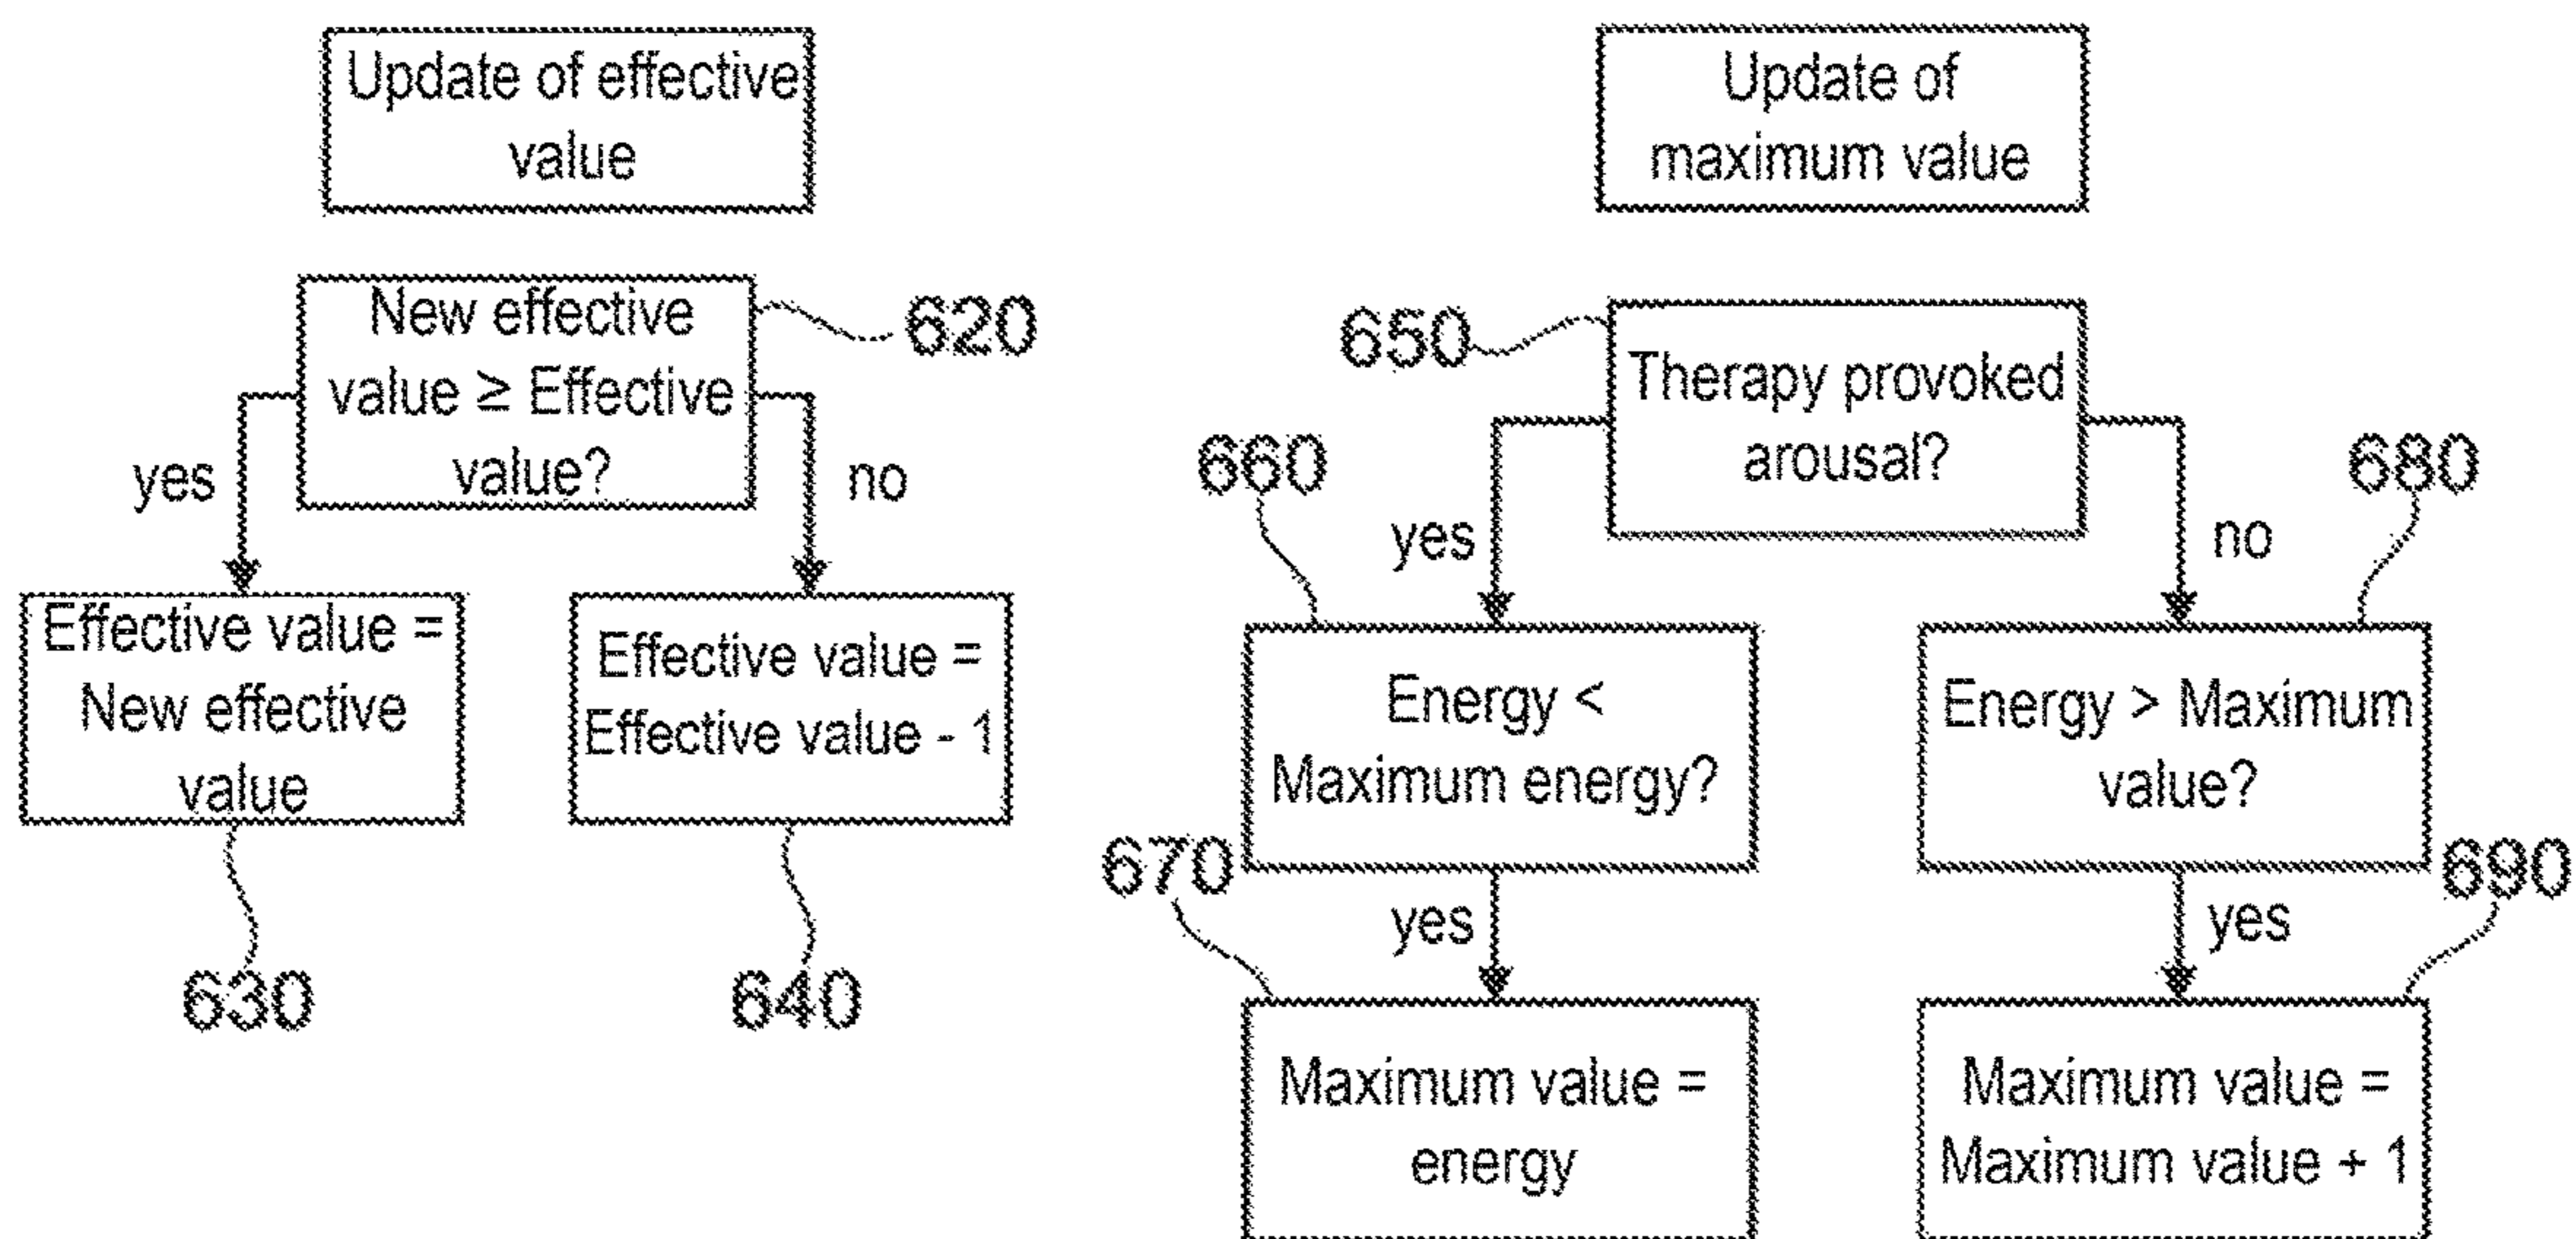 Update of effective
value
New effective
value ≥ Effective
value?
620
yes
no
Effective value =
New effective
value
630
Effective value =
Effective value - 1
640
Update of
maximum value
650
Therapy provoked
arousal?
yes
no
660
Energy <
Maximum energy?
680
Energy > Maximum
value?
670
yes
Maximum value =
energy
690
yes
Maximum value =
Maximum value + 1